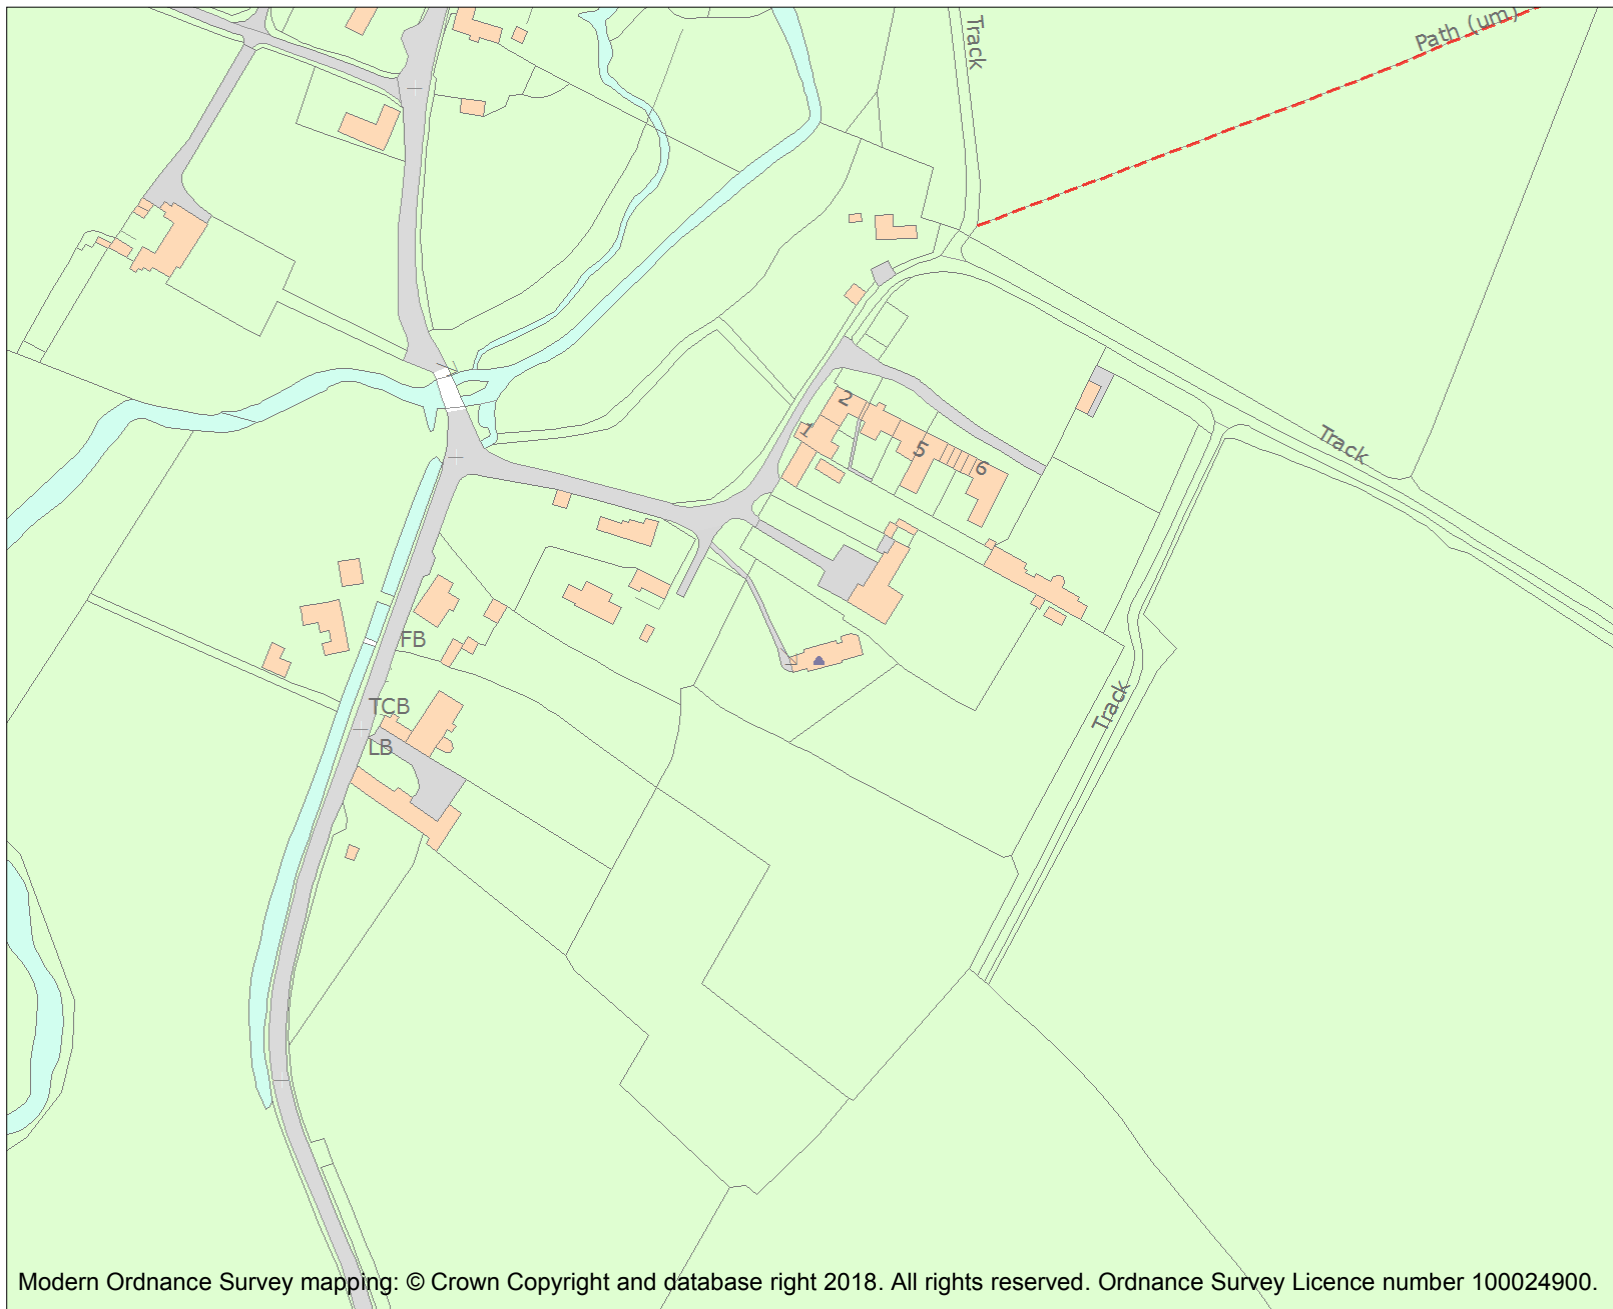 Track
Path (um)
2
1
5
6
Track
FB
Track
TCB
LB
Modern Ordnance Survey mapping: © Crown Copyright and database right 2018. All rights reserved. Ordnance Survey Licence number 100024900.